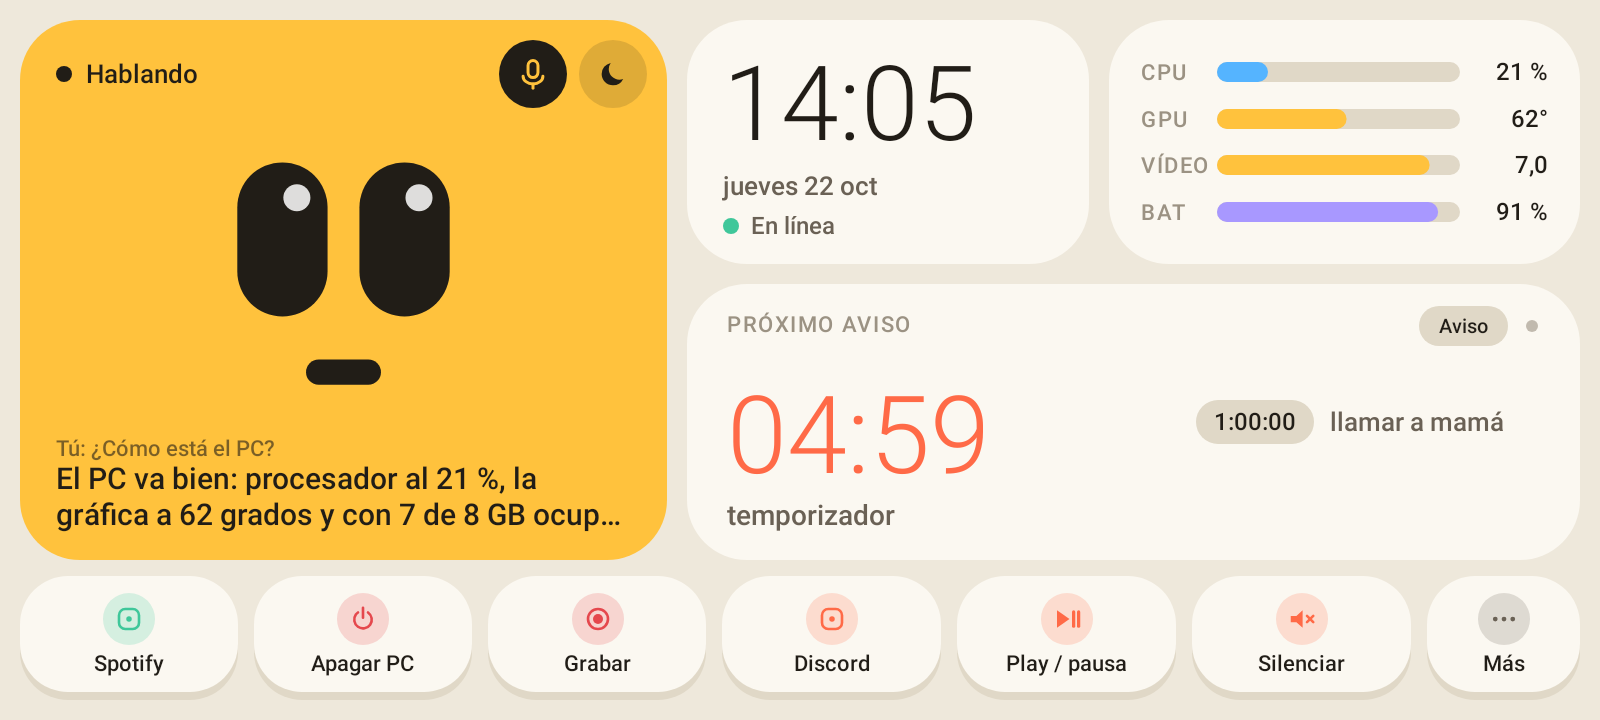 Hablando
Tú: ¿Cómo está el PC?
El PC va bien: procesador al 21 %, la
gráfica a 62 grados y con 7 de 8 GB ocup...
14:05
jueves 22 oct
En línea
CPU 21 %
GPU 62°
VÍDEO 7,0
BAT 91 %
PRÓXIMO AVISO
Aviso
04:59
temporizador
1:00:00 llamar a mamá
Spotify
Apagar PC
Grabar
Discord
Play / pausa
Silenciar
Más